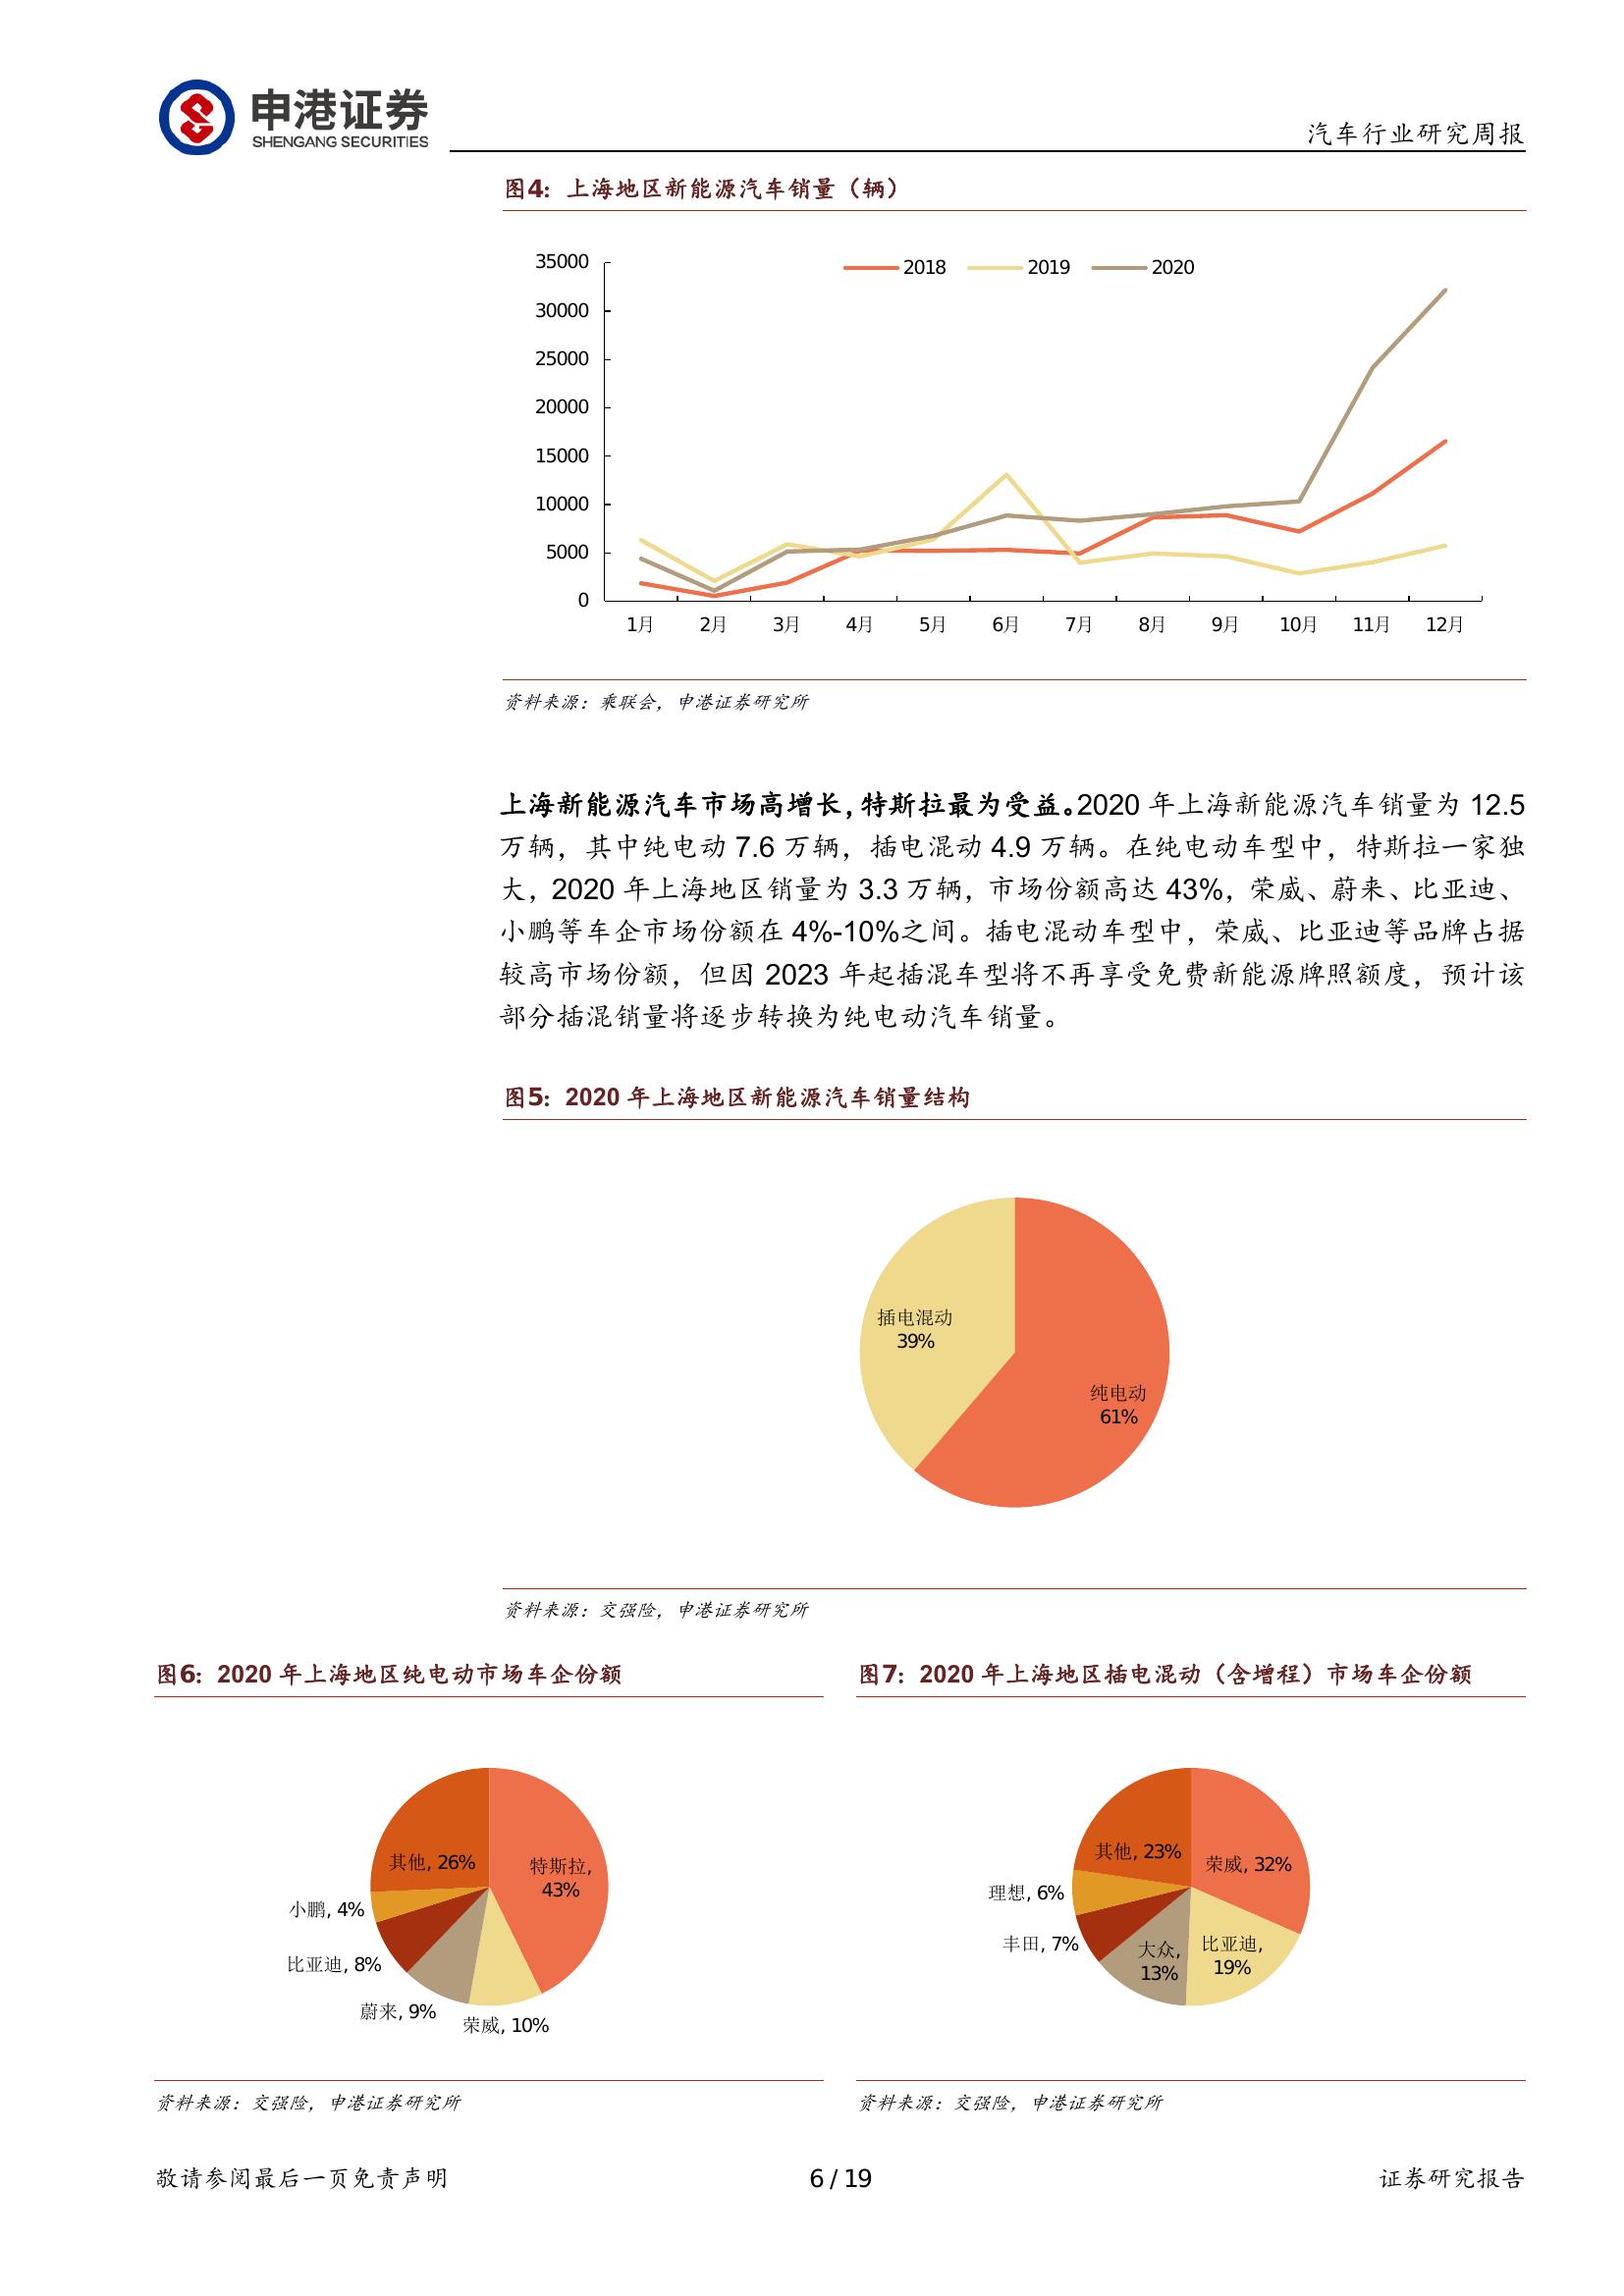 申港证券
SHENGANG SECURITIES
汽车行业研究周报
图4：上海地区新能源汽车销量（辆）
2018 2019 2020
35000
30000
25000
20000
15000
10000
5000
0
1月 2月 3月 4月 5月 6月 7月 8月 9月 10月 11月 12月
资料来源：乘联会，申港证券研究所
上海新能源汽车市场高增长，特斯拉最为受益。2020 年上海新能源汽车销量为 12.5
万辆，其中纯电动 7.6 万辆，插电混动 4.9 万辆。在纯电动车型中，特斯拉一家独
大，2020 年上海地区销量为 3.3 万辆，市场份额高达 43%，荣威、蔚来、比亚迪、
小鹏等车企市场份额在 4%-10%之间。插电混动车型中，荣威、比亚迪等品牌占据
较高市场份额，但因 2023 年起插混车型将不再享受免费新能源牌照额度，预计该
部分插混销量将逐步转换为纯电动汽车销量。
图5：2020 年上海地区新能源汽车销量结构
插电混动
39%
纯电动
61%
资料来源：交强险，申港证券研究所
图6：2020 年上海地区纯电动市场车企份额
其他, 26%
特斯拉,
43%
小鹏, 4%
比亚迪, 8%
蔚来, 9%
荣威, 10%
资料来源：交强险，申港证券研究所
图7：2020 年上海地区插电混动（含增程）市场车企份额
其他, 23%
荣威, 32%
理想, 6%
丰田, 7%
大众,
13%
比亚迪,
19%
资料来源：交强险，申港证券研究所
敬请参阅最后一页免责声明
6 / 19
证券研究报告